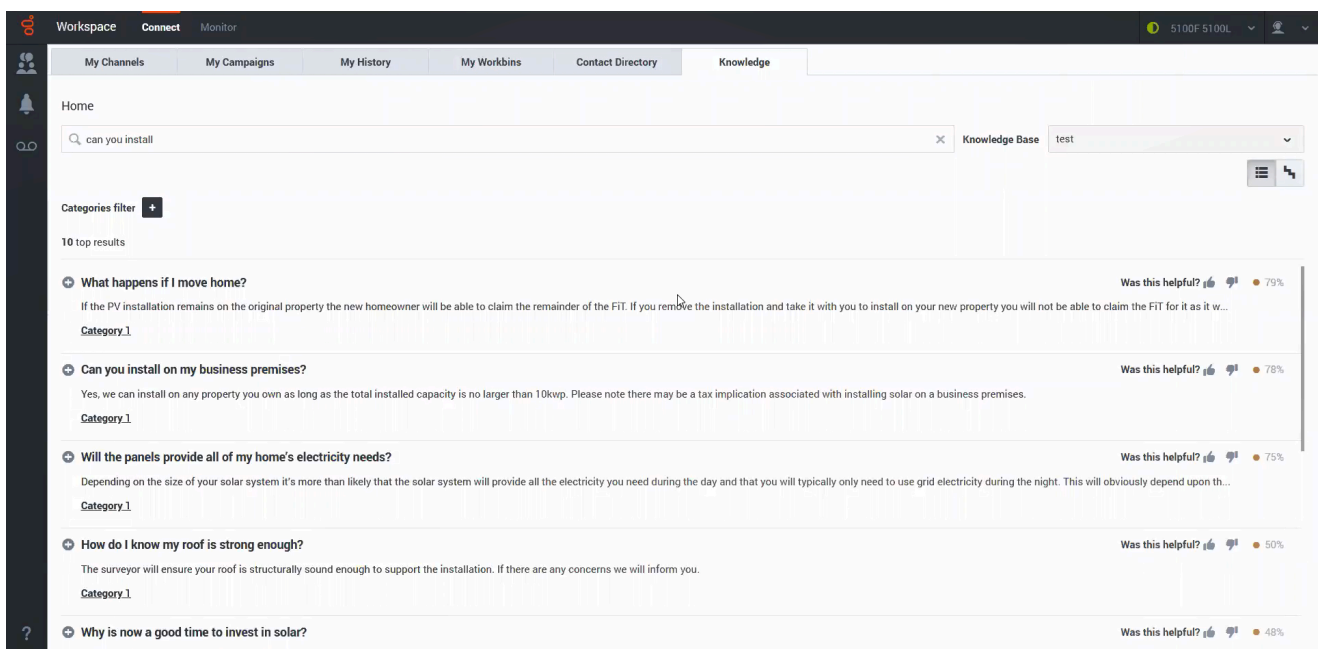 Workspace Connect Monitor 5100F 5100L
My Channels My Campaigns My History My Workbins Contact Directory Knowledge
Home
can you install Knowledge Base test
Categories filter +
10 top results
What happens if I move home? Was this helpful? 79%
If the PV installation remains on the original property the new homeowner will be able to claim the remainder of the FiT. If you remove the installation and take it with you to install on your new property you will not be able to claim the FiT for it as it w...
Category 1
Can you install on my business premises? Was this helpful? 78%
Yes, we can install on any property you own as long as the total installed capacity is no larger than 10kwp. Please note there may be a tax implication associated with installing solar on a business premises.
Category 1
Will the panels provide all of my home's electricity needs? Was this helpful? 75%
Depending on the size of your solar system it's more than likely that the solar system will provide all the electricity you need during the day and that you will typically only need to use grid electricity during the night. This will obviously depend upon th...
Category 1
How do I know my roof is strong enough? Was this helpful? 50%
The surveyor will ensure your roof is structurally sound enough to support the installation. If there are any concerns we will inform you.
Category 1
? Why is now a good time to invest in solar? Was this helpful? 48%